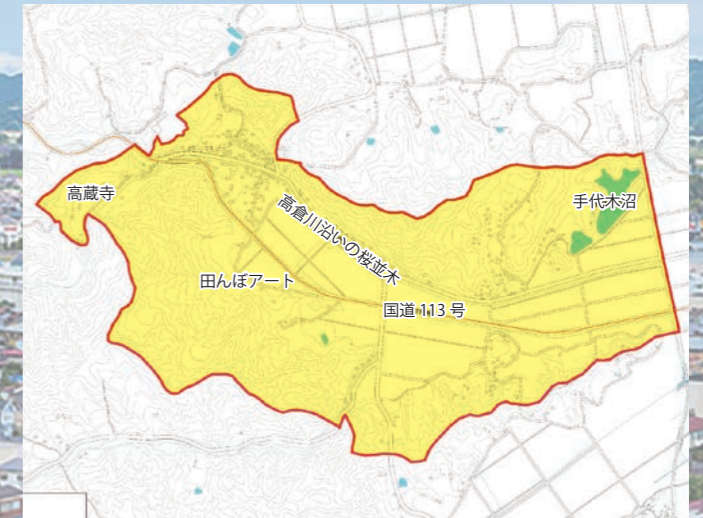 高蔵寺
手代木沼
高倉川沿いの桜並木
田んぼアート
国道 113 号